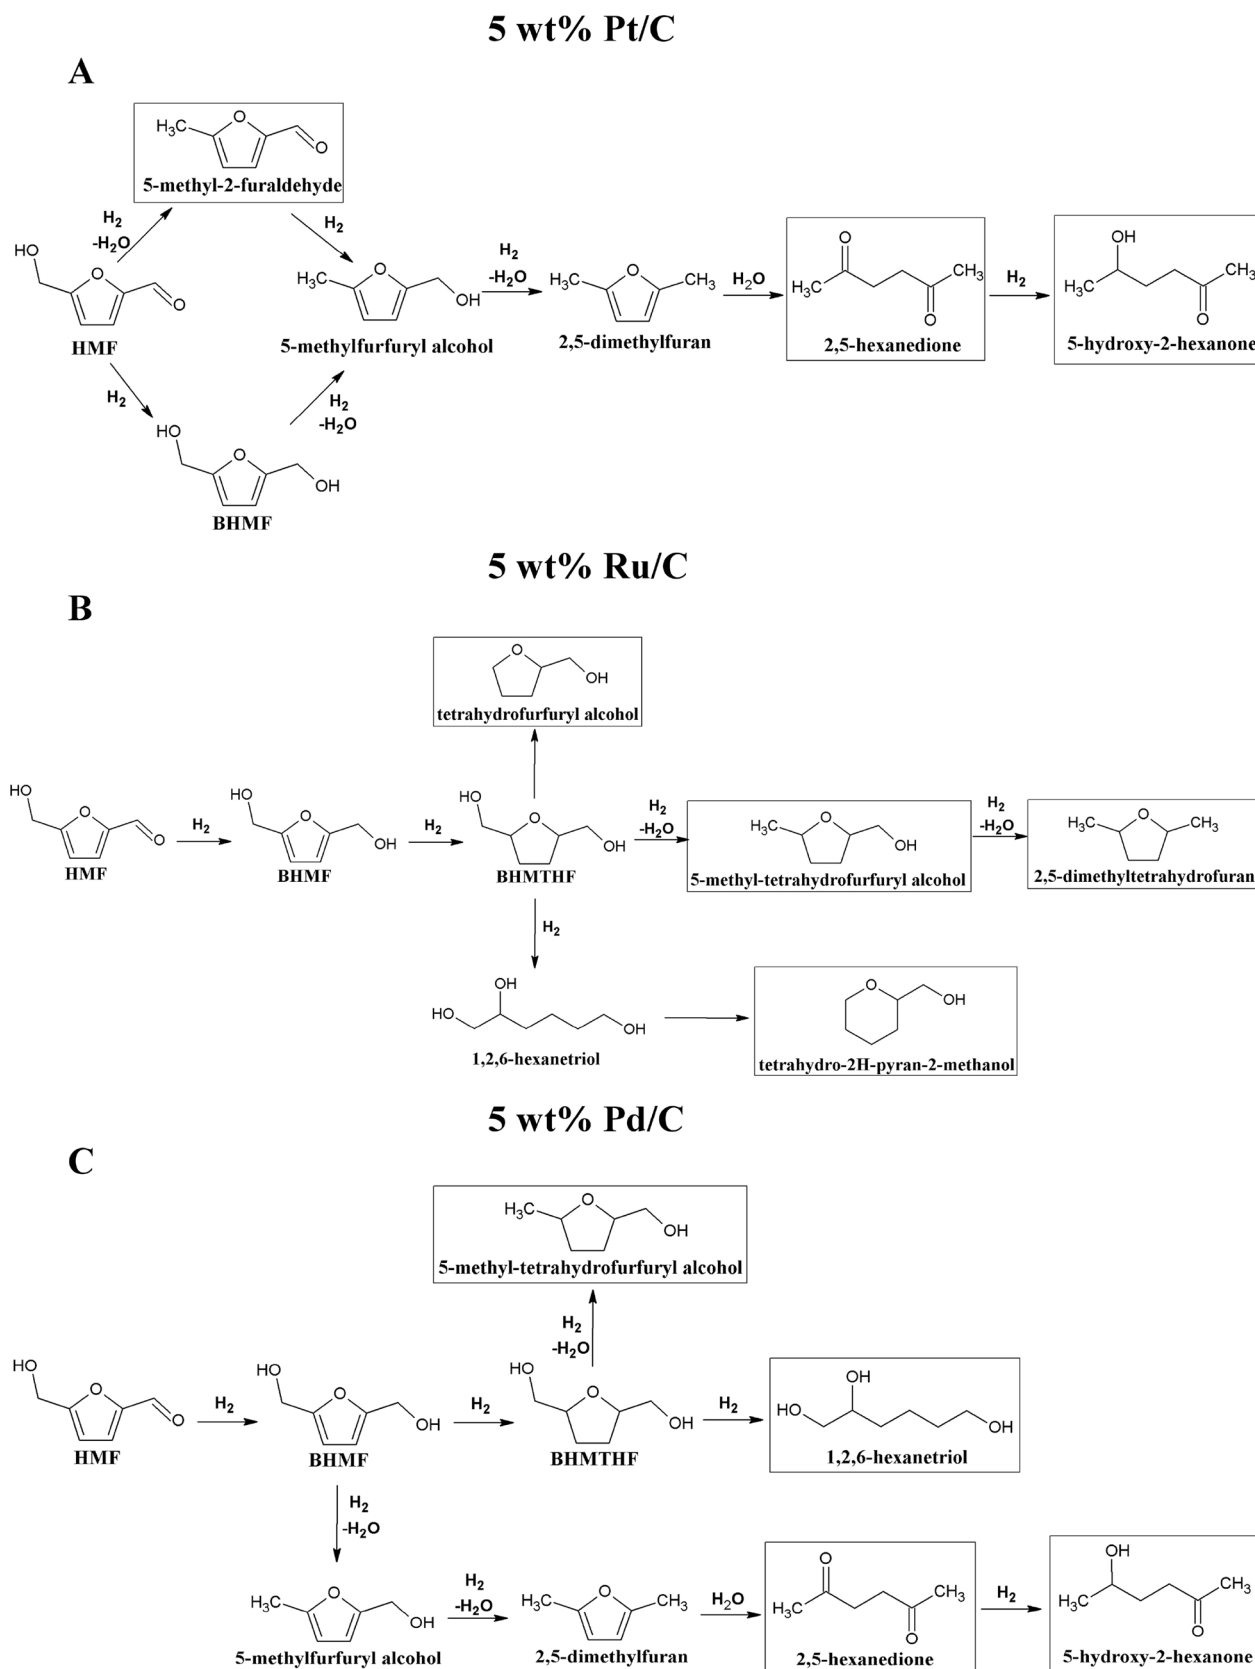 5 wt% Pt/C
A
H3C
O
O
5-methyl-2-furaldehyde
H2
-H2O
H2
HO
O
O
HMF
H3C
O
OH
5-methylfurfuryl alcohol
H2
-H2O
H3C
O
CH3
2,5-dimethylfuran
H2O
O
H3C
CH3
O
2,5-hexanedione
H2
OH
H3C
CH3
O
5-hydroxy-2-hexanone
H2
H2
-H2O
HO
O
OH
BHMF
5 wt% Ru/C
B
O
OH
tetrahydrofurfuryl alcohol
HO
O
O
HMF
H2
HO
O
OH
BHMF
H2
HO
O
OH
BHMTHF
H2
-H2O
H3C
O
OH
5-methyl-tetrahydrofurfuryl alcohol
H2
-H2O
H3C
O
CH3
2,5-dimethyltetrahydrofuran
H2
OH
HO
OH
1,2,6-hexanetriol
O
OH
tetrahydro-2H-pyran-2-methanol
5 wt% Pd/C
C
H3C
O
OH
5-methyl-tetrahydrofurfuryl alcohol
H2
-H2O
HO
O
O
HMF
H2
HO
O
OH
BHMF
H2
HO
O
OH
BHMTHF
H2
OH
HO
OH
1,2,6-hexanetriol
H2
-H2O
H3C
O
OH
5-methylfurfuryl alcohol
H2
-H2O
H3C
O
CH3
2,5-dimethylfuran
H2O
O
H3C
CH3
O
2,5-hexanedione
H2
OH
H3C
CH3
O
5-hydroxy-2-hexanone